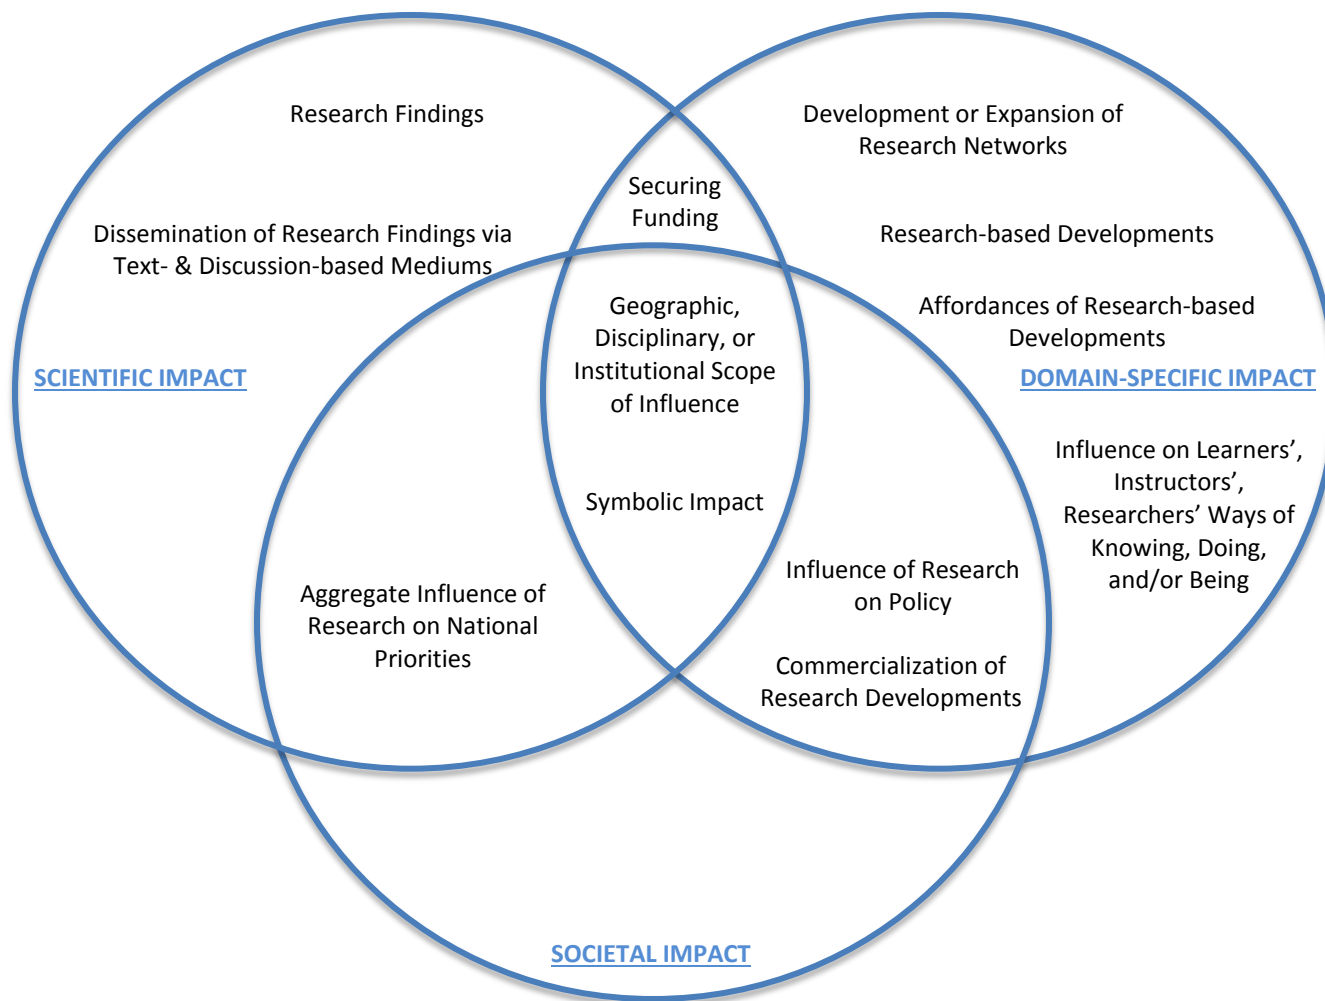 Research Findings
Development or Expansion of
Research Networks
Securing
Funding
Dissemination of Research Findings via
Text- & Discussion-based Mediums
Research-based Developments
Geographic,
Disciplinary, or
Institutional Scope
of Influence
Affordances of Research-based
Developments
SCIENTIFIC IMPACT
DOMAIN-SPECIFIC IMPACT
Influence on Learners’,
Instructors’,
Researchers’ Ways of
Knowing, Doing,
and/or Being
Symbolic Impact
Aggregate Influence of
Research on National
Priorities
Influence of Research
on Policy
Commercialization of
Research Developments
SOCIETAL IMPACT